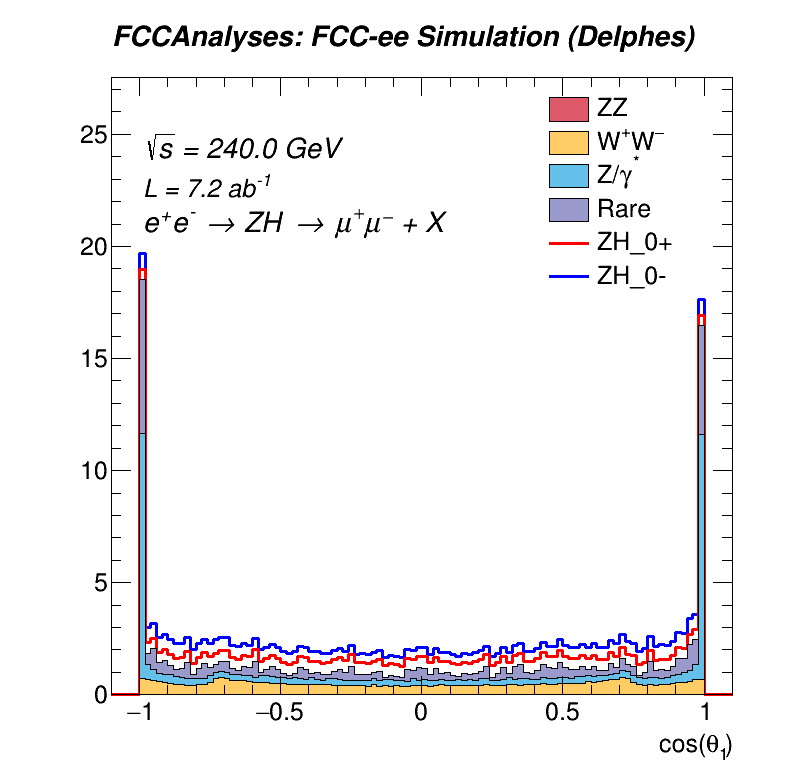 FCCAnalyses: FCC-ee Simulation (Delphes)
√s = 240.0 GeV
L = 7.2 ab⁻¹
e⁺e⁻ → ZH → μ⁺μ⁻ + X
ZZ
W⁺W⁻
Z/γ*
Rare
ZH_0+
ZH_0-
25
20
15
10
5
0
−1 −0.5 0 0.5 1
cos(θ₁)